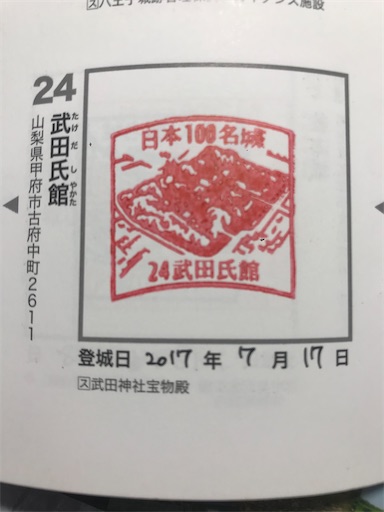 24
武田氏館
たけだしやかた
山梨県甲府市古府中町2611
日本100名城
24武田氏館
登城日 2017 年 7 月 17 日
ス武田神社宝物殿